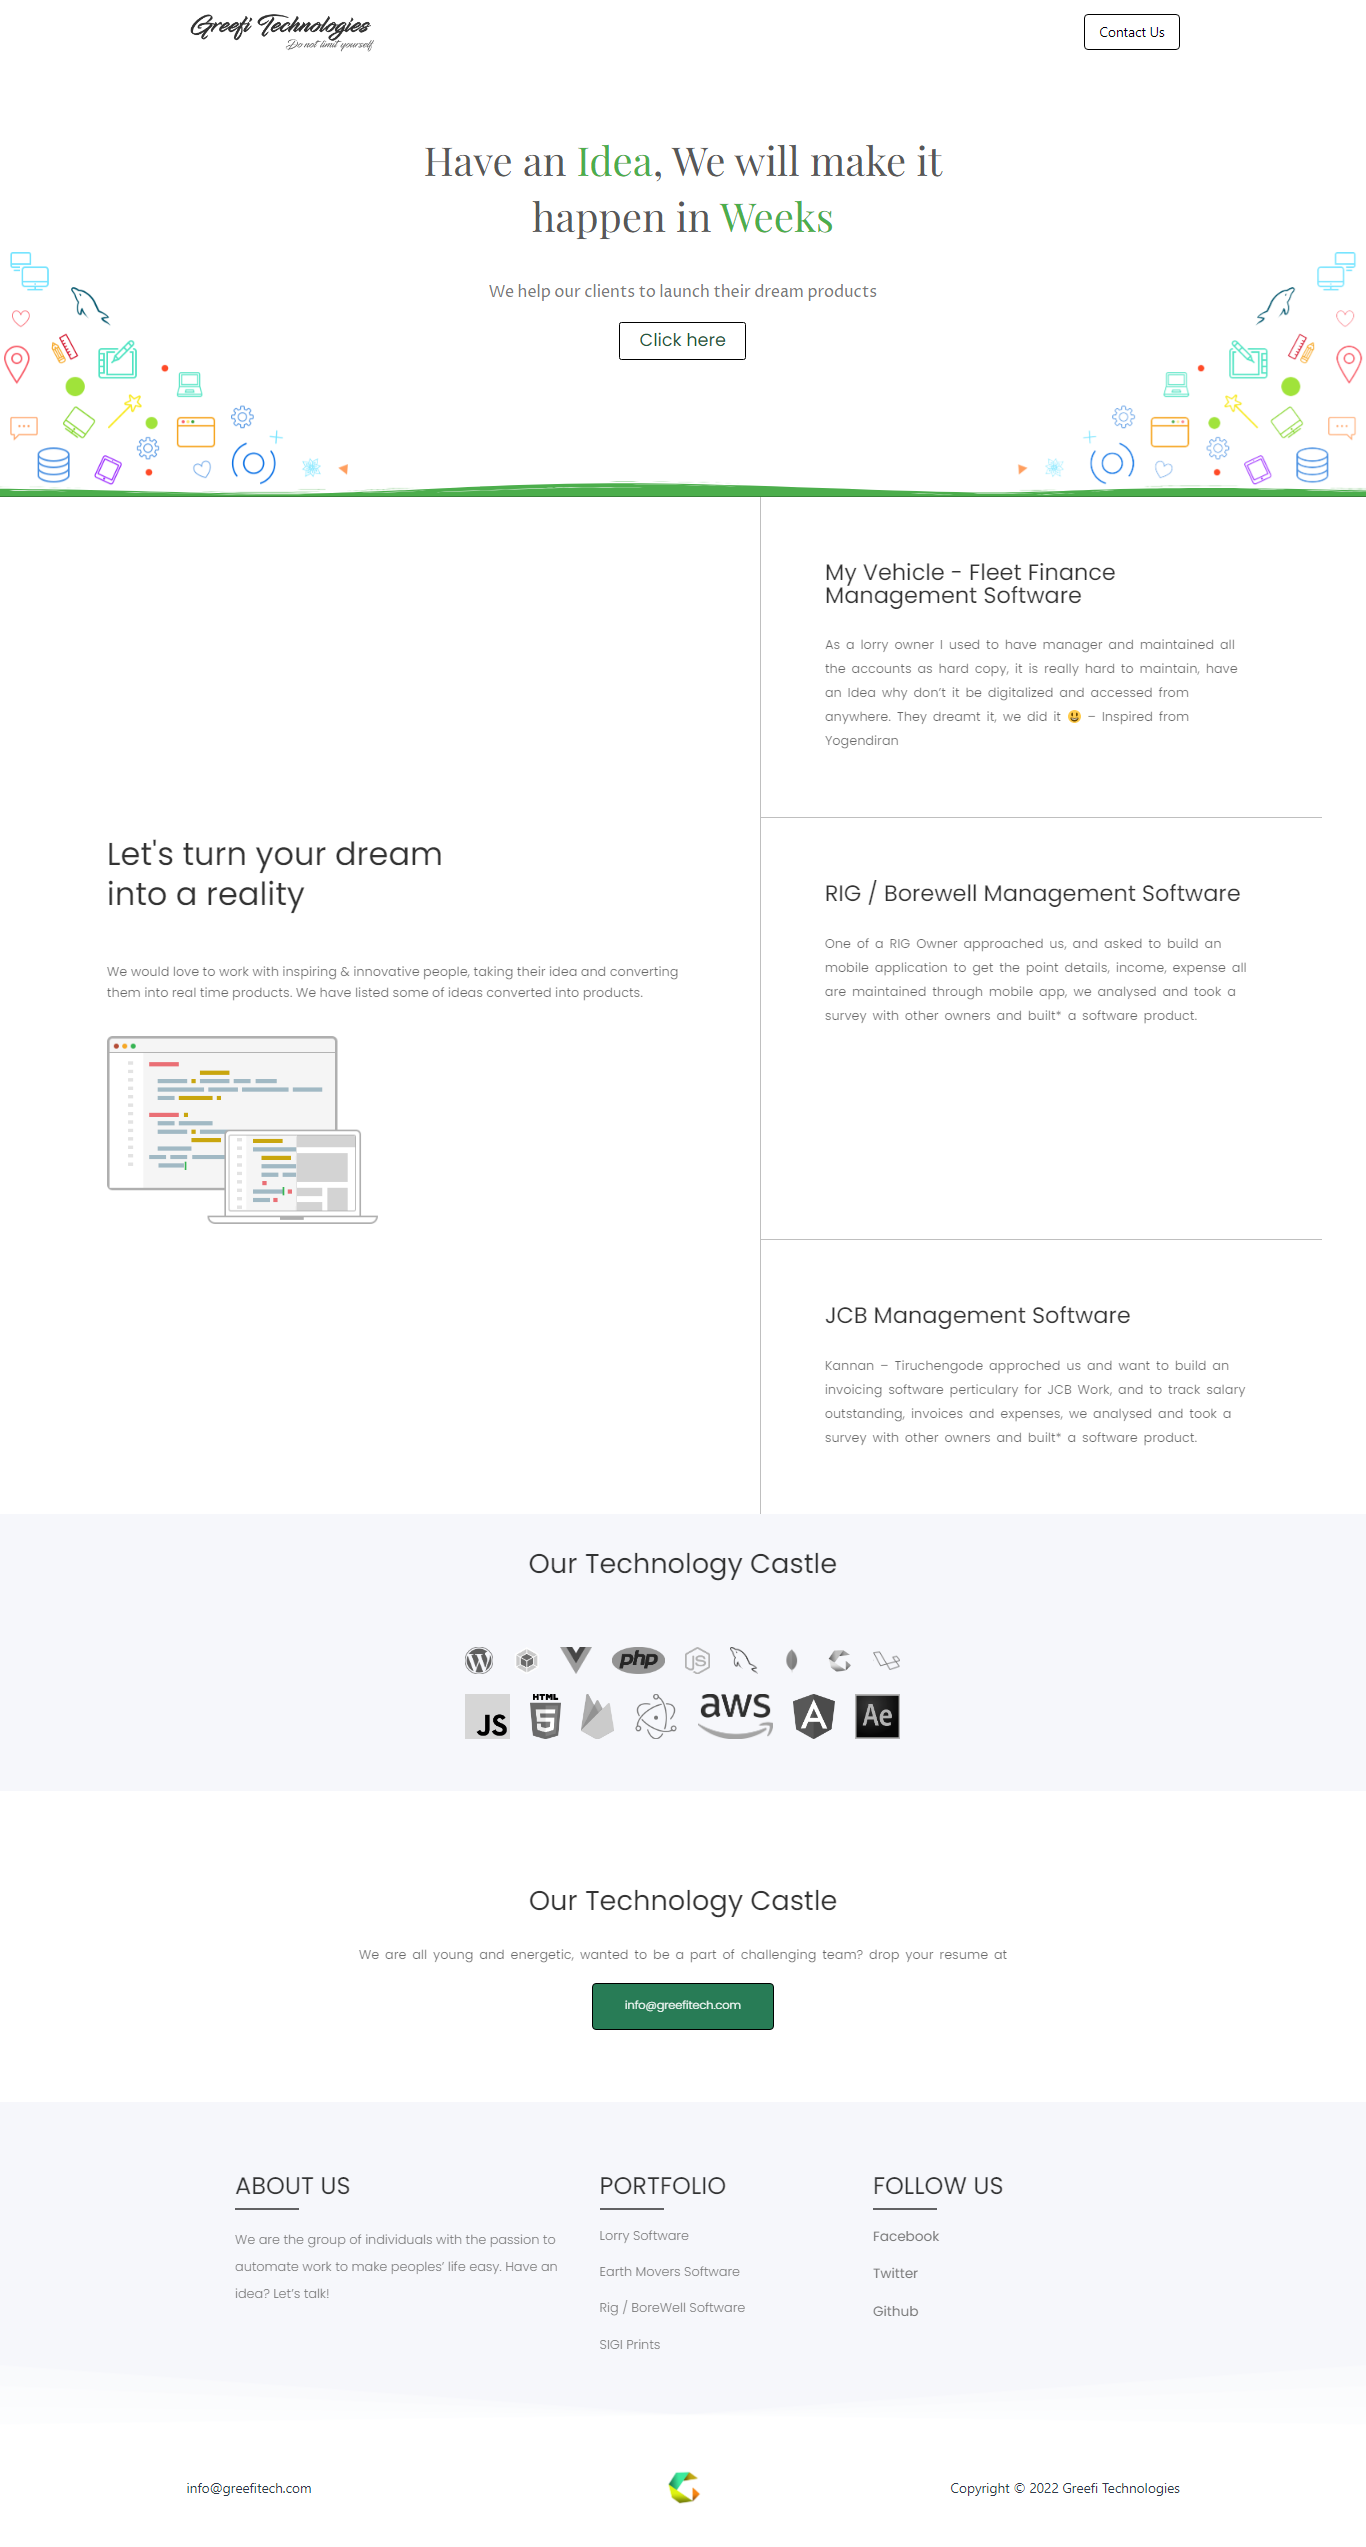 Greefi Technologies
Do not limit yourself
Contact Us
Have an Idea, We will make it
happen in Weeks
We help our clients to launch their dream products
Click here
My Vehicle - Fleet Finance
Management Software
As a lorry owner I used to have manager and maintained all
the accounts as hard copy, it is really hard to maintain, have
an Idea why don't it be digitalized and accessed from
anywhere. They dreamt it, we did it 😃 – Inspired from
Yogendiran
Let's turn your dream
into a reality
We would love to work with inspiring & innovative people, taking their idea and converting
them into real time products. We have listed some of ideas converted into products.
RIG / Borewell Management Software
One of a RIG Owner approached us, and asked to build an
mobile application to get the point details, income, expense all
are maintained through mobile app, we analysed and took a
survey with other owners and built* a software product.
JCB Management Software
Kannan – Tiruchengode approched us and want to build an
invoicing software perticulary for JCB Work, and to track salary
outstanding, invoices and expenses, we analysed and took a
survey with other owners and built* a software product.
Our Technology Castle
W php JS
JS HTML 5 aws A Ae
Our Technology Castle
We are all young and energetic, wanted to be a part of challenging team? drop your resume at
info@greefitech.com
ABOUT US
We are the group of individuals with the passion to
automate work to make peoples’ life easy. Have an
idea? Let’s talk!
PORTFOLIO
Lorry Software
Earth Movers Software
Rig / BoreWell Software
SIGI Prints
FOLLOW US
Facebook
Twitter
Github
info@greefitech.com
Copyright © 2022 Greefi Technologies